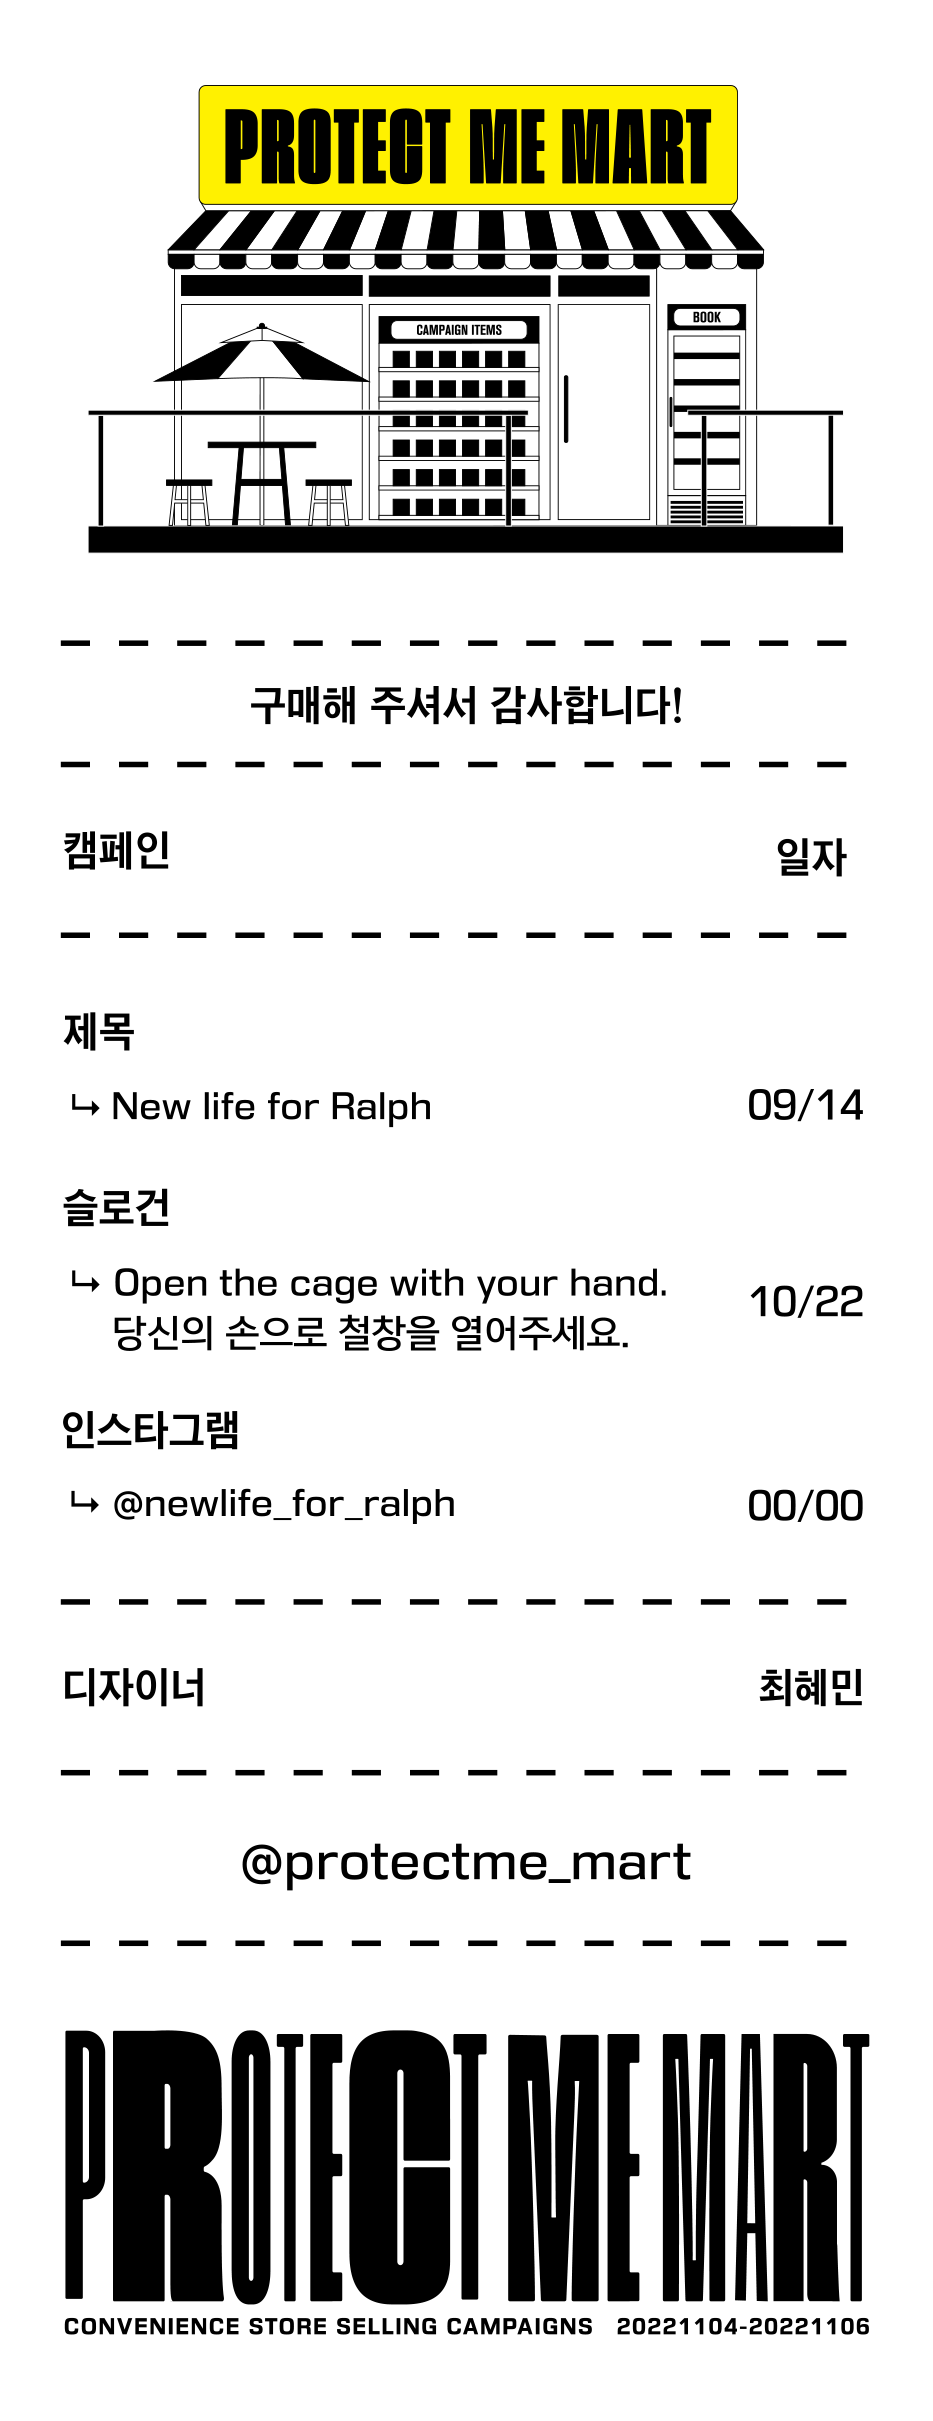 PROTECT ME MART
CAMPAIGN ITEMS
BOOK
구매해 주셔서 감사합니다!
캠페인 일자
제목
↳ New life for Ralph 09/14
슬로건
↳ Open the cage with your hand. 10/22
당신의 손으로 철창을 열어주세요.
인스타그램
↳ @newlife_for_ralph 00/00
디자이너 최혜민
@protectme_mart
PROTECT ME MART
CONVENIENCE STORE SELLING CAMPAIGNS 20221104-20221106